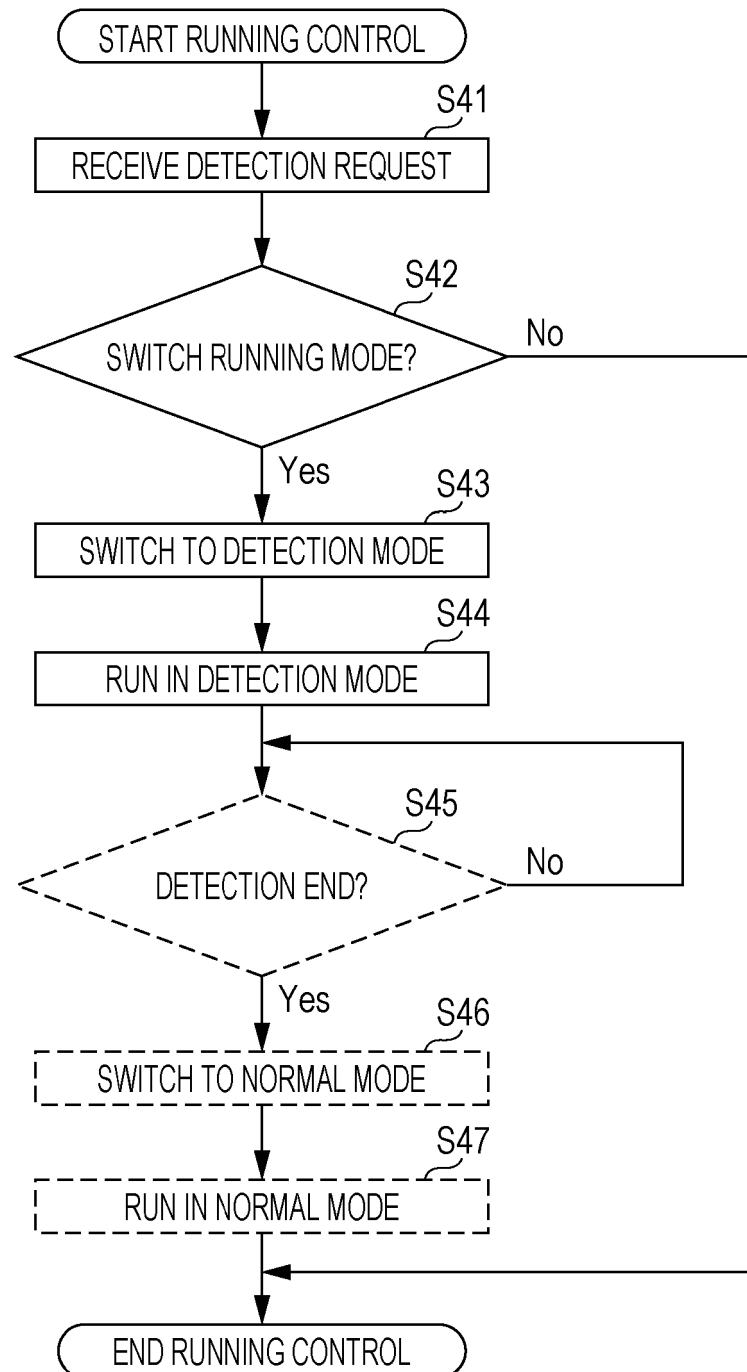 START RUNNING CONTROL
S41
RECEIVE DETECTION REQUEST
S42
SWITCH RUNNING MODE?
No
Yes
S43
SWITCH TO DETECTION MODE
S44
RUN IN DETECTION MODE
S45
DETECTION END?
No
Yes
S46
SWITCH TO NORMAL MODE
S47
RUN IN NORMAL MODE
END RUNNING CONTROL